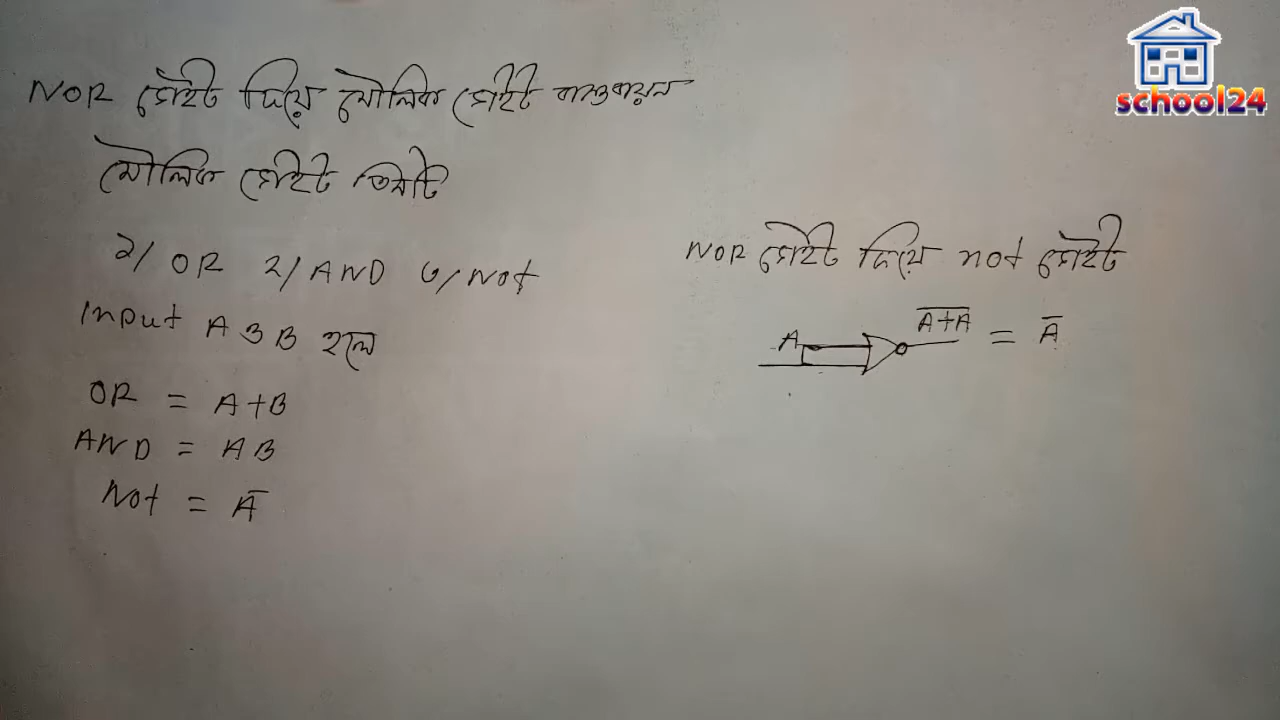 NOR গেইট দিয়ে মৌলিক গেইট বাস্তবায়ন
মৌলিক গেইট তিনটি
১/ OR ২/ AND ৩/ Not
Input A ও B হলে
OR = A+B
AND = AB
Not = A̅
NOR গেইট দিয়ে not গেইট
A
A̅+̅A̅ = A̅
school24